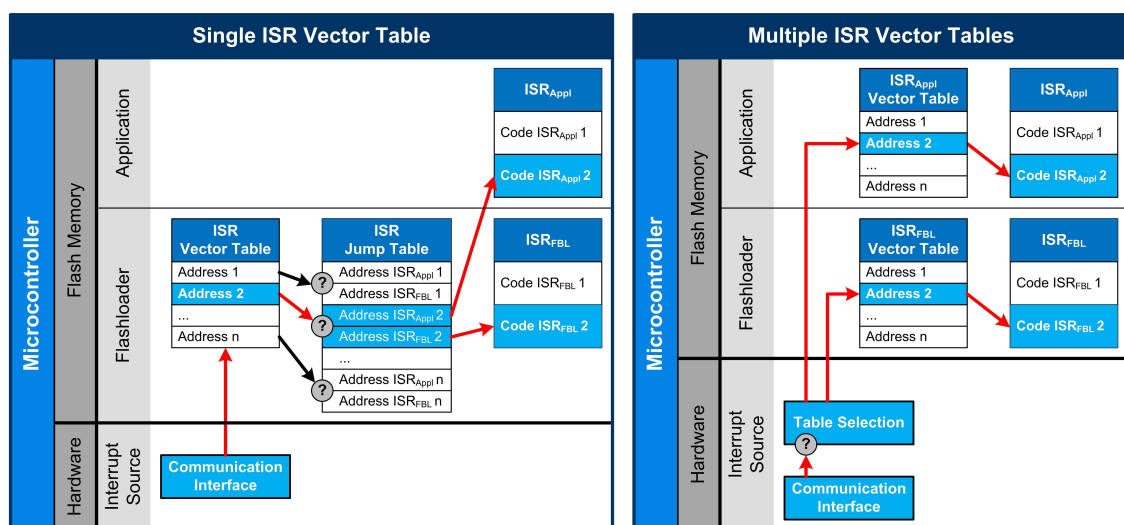 Single ISR Vector Table
Microcontroller
Flash Memory
Application
ISRAppl
Code ISRAppl 1
Code ISRAppl 2
Flashloader
ISR
Vector Table
Address 1
Address 2
...
Address n
ISR
Jump Table
Address ISRAppl 1
Address ISRFBL 1
Address ISRAppl 2
Address ISRFBL 2
...
Address ISRAppl n
Address ISRFBL n
?
?
?
ISRFBL
Code ISRFBL 1
Code ISRFBL 2
Hardware
Interrupt
Source
Communication
Interface
Multiple ISR Vector Tables
Microcontroller
Flash Memory
Application
ISRAppl
Vector Table
Address 1
Address 2
...
Address n
ISRAppl
Code ISRAppl 1
Code ISRAppl 2
Flashloader
ISRFBL
Vector Table
Address 1
Address 2
...
Address n
ISRFBL
Code ISRFBL 1
Code ISRFBL 2
Hardware
Interrupt
Source
Table Selection
?
Communication
Interface